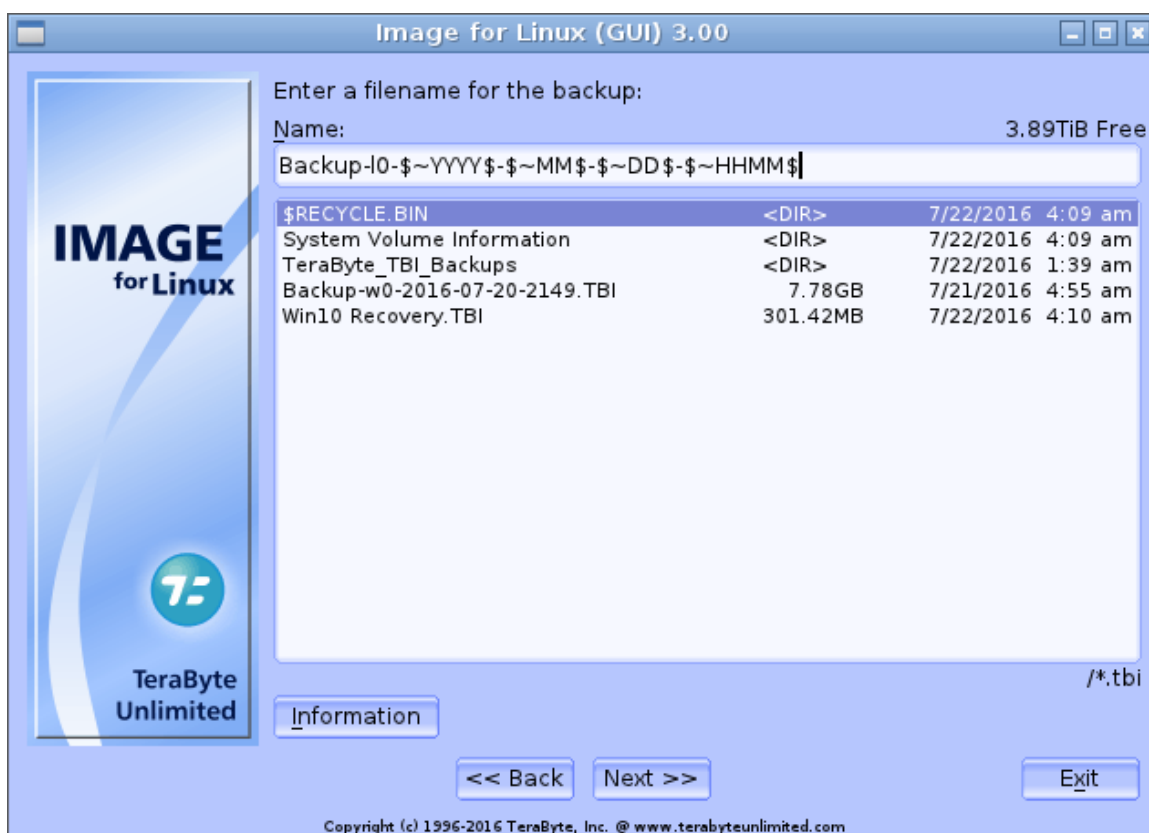 Image for Linux (GUI) 3.00
IMAGE
for Linux
TeraByte
Unlimited
Enter a filename for the backup:
Name: 3.89TiB Free
Backup-l0-$~YYYY$-$~MM$-$~DD$-$~HHMM$
$RECYCLE.BIN <DIR> 7/22/2016 4:09 am
System Volume Information <DIR> 7/22/2016 4:09 am
TeraByte_TBI_Backups <DIR> 7/22/2016 1:39 am
Backup-w0-2016-07-20-2149.TBI 7.78GB 7/21/2016 4:55 am
Win10 Recovery.TBI 301.42MB 7/22/2016 4:10 am
/*.tbi
Information
<< Back Next >> Exit
Copyright (c) 1996-2016 TeraByte, Inc. @ www.terabyteunlimited.com